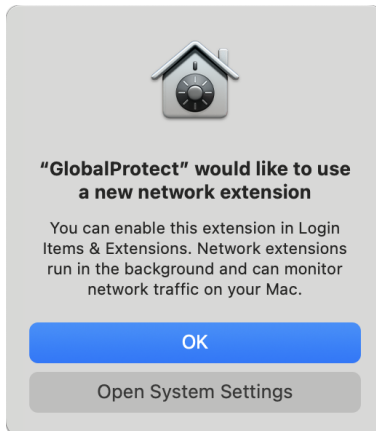 “GlobalProtect” would like to use
a new network extension
You can enable this extension in Login
Items & Extensions. Network extensions
run in the background and can monitor
network traffic on your Mac.
OK
Open System Settings